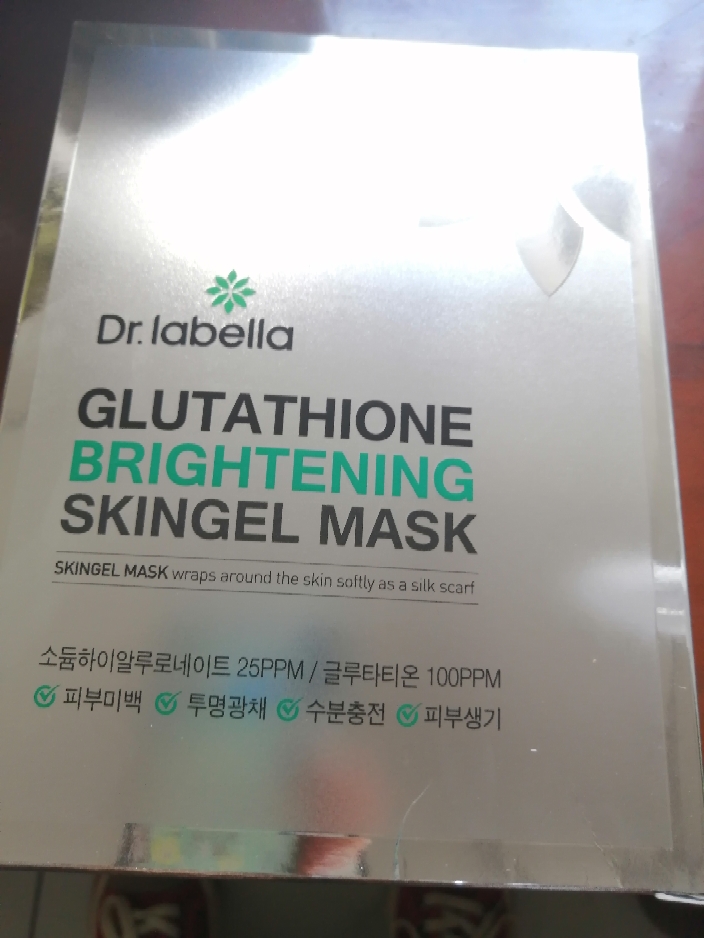 Dr. labella
GLUTATHIONE
BRIGHTENING
SKINGEL MASK
SKINGEL MASK wraps around the skin softly as a silk scarf
소듐하이알루로네이트 25PPM / 글루타티온 100PPM
피부미백 투명광채 수분충전 피부생기